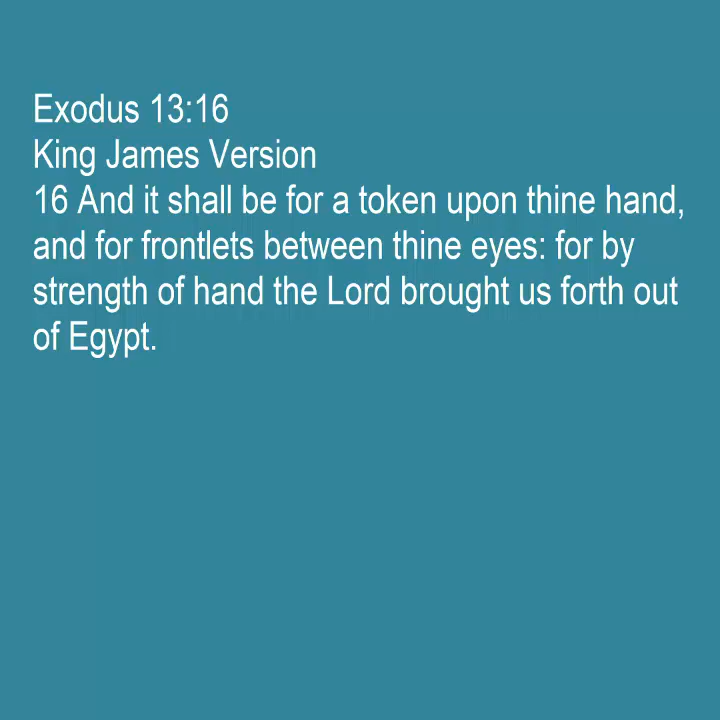 Exodus 13:16
King James Version
16 And it shall be for a token upon thine hand,
and for frontlets between thine eyes: for by
strength of hand the Lord brought us forth out
of Egypt.